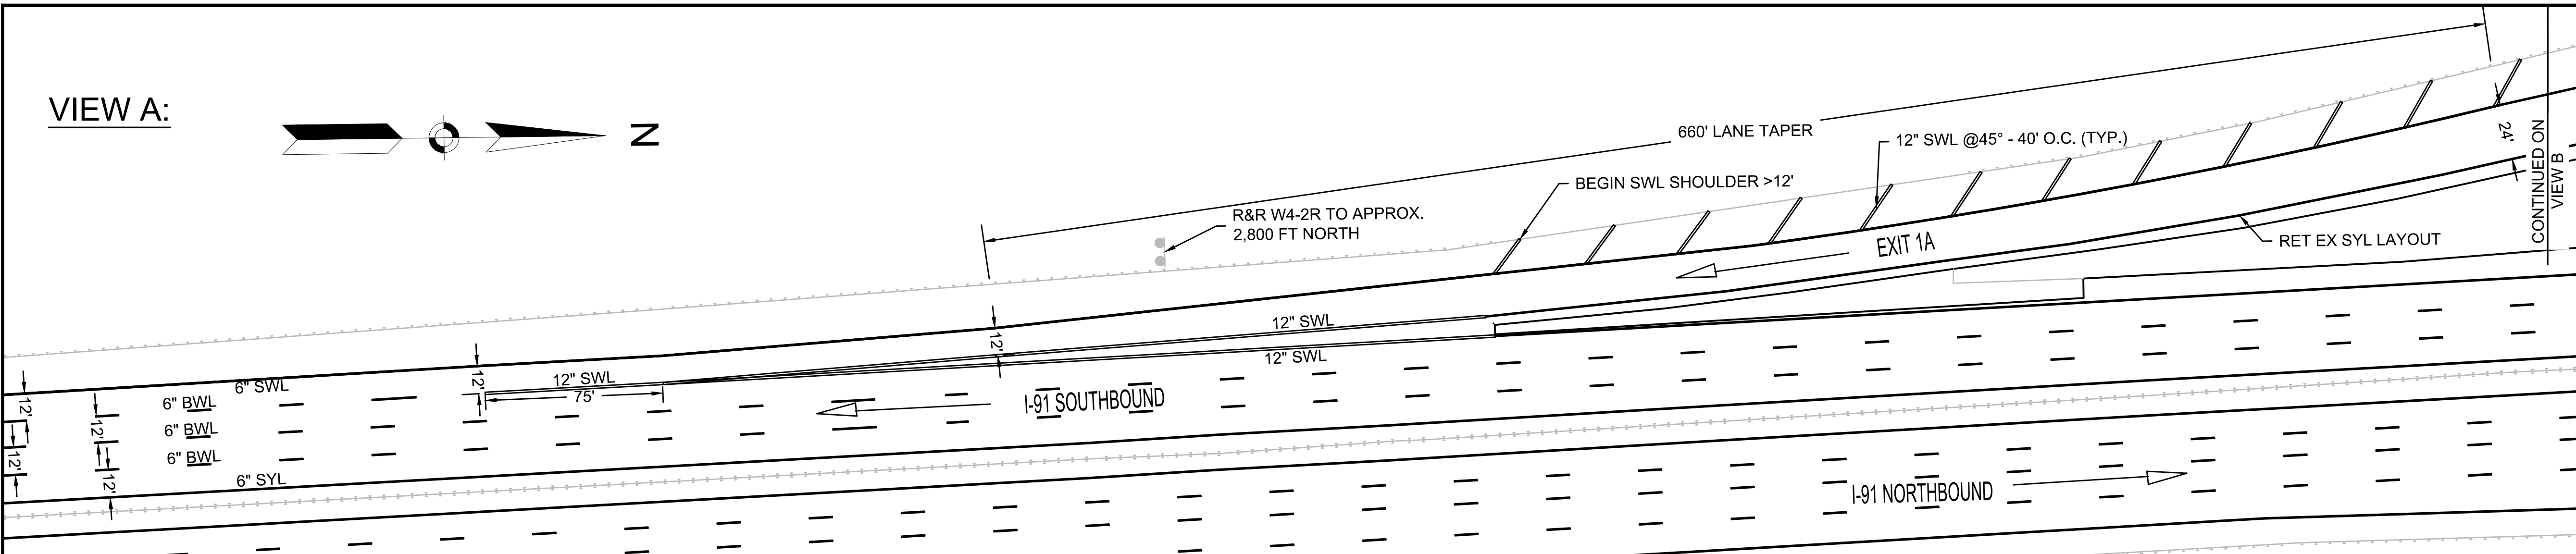 VIEW A:
N
660' LANE TAPER
12" SWL @45° - 40' O.C. (TYP.)
BEGIN SWL SHOULDER >12'
R&R W4-2R TO APPROX.
2,800 FT NORTH
24'
CONTINUED ON
VIEW B
EXIT 1A
RET EX SYL LAYOUT
12" SWL
12" SWL
12'
12" SWL
75'
12'
6" SWL
6" BWL
6" BWL
6" BWL
6" SYL
12'
12'
12'
12'
I-91 SOUTHBOUND
I-91 NORTHBOUND